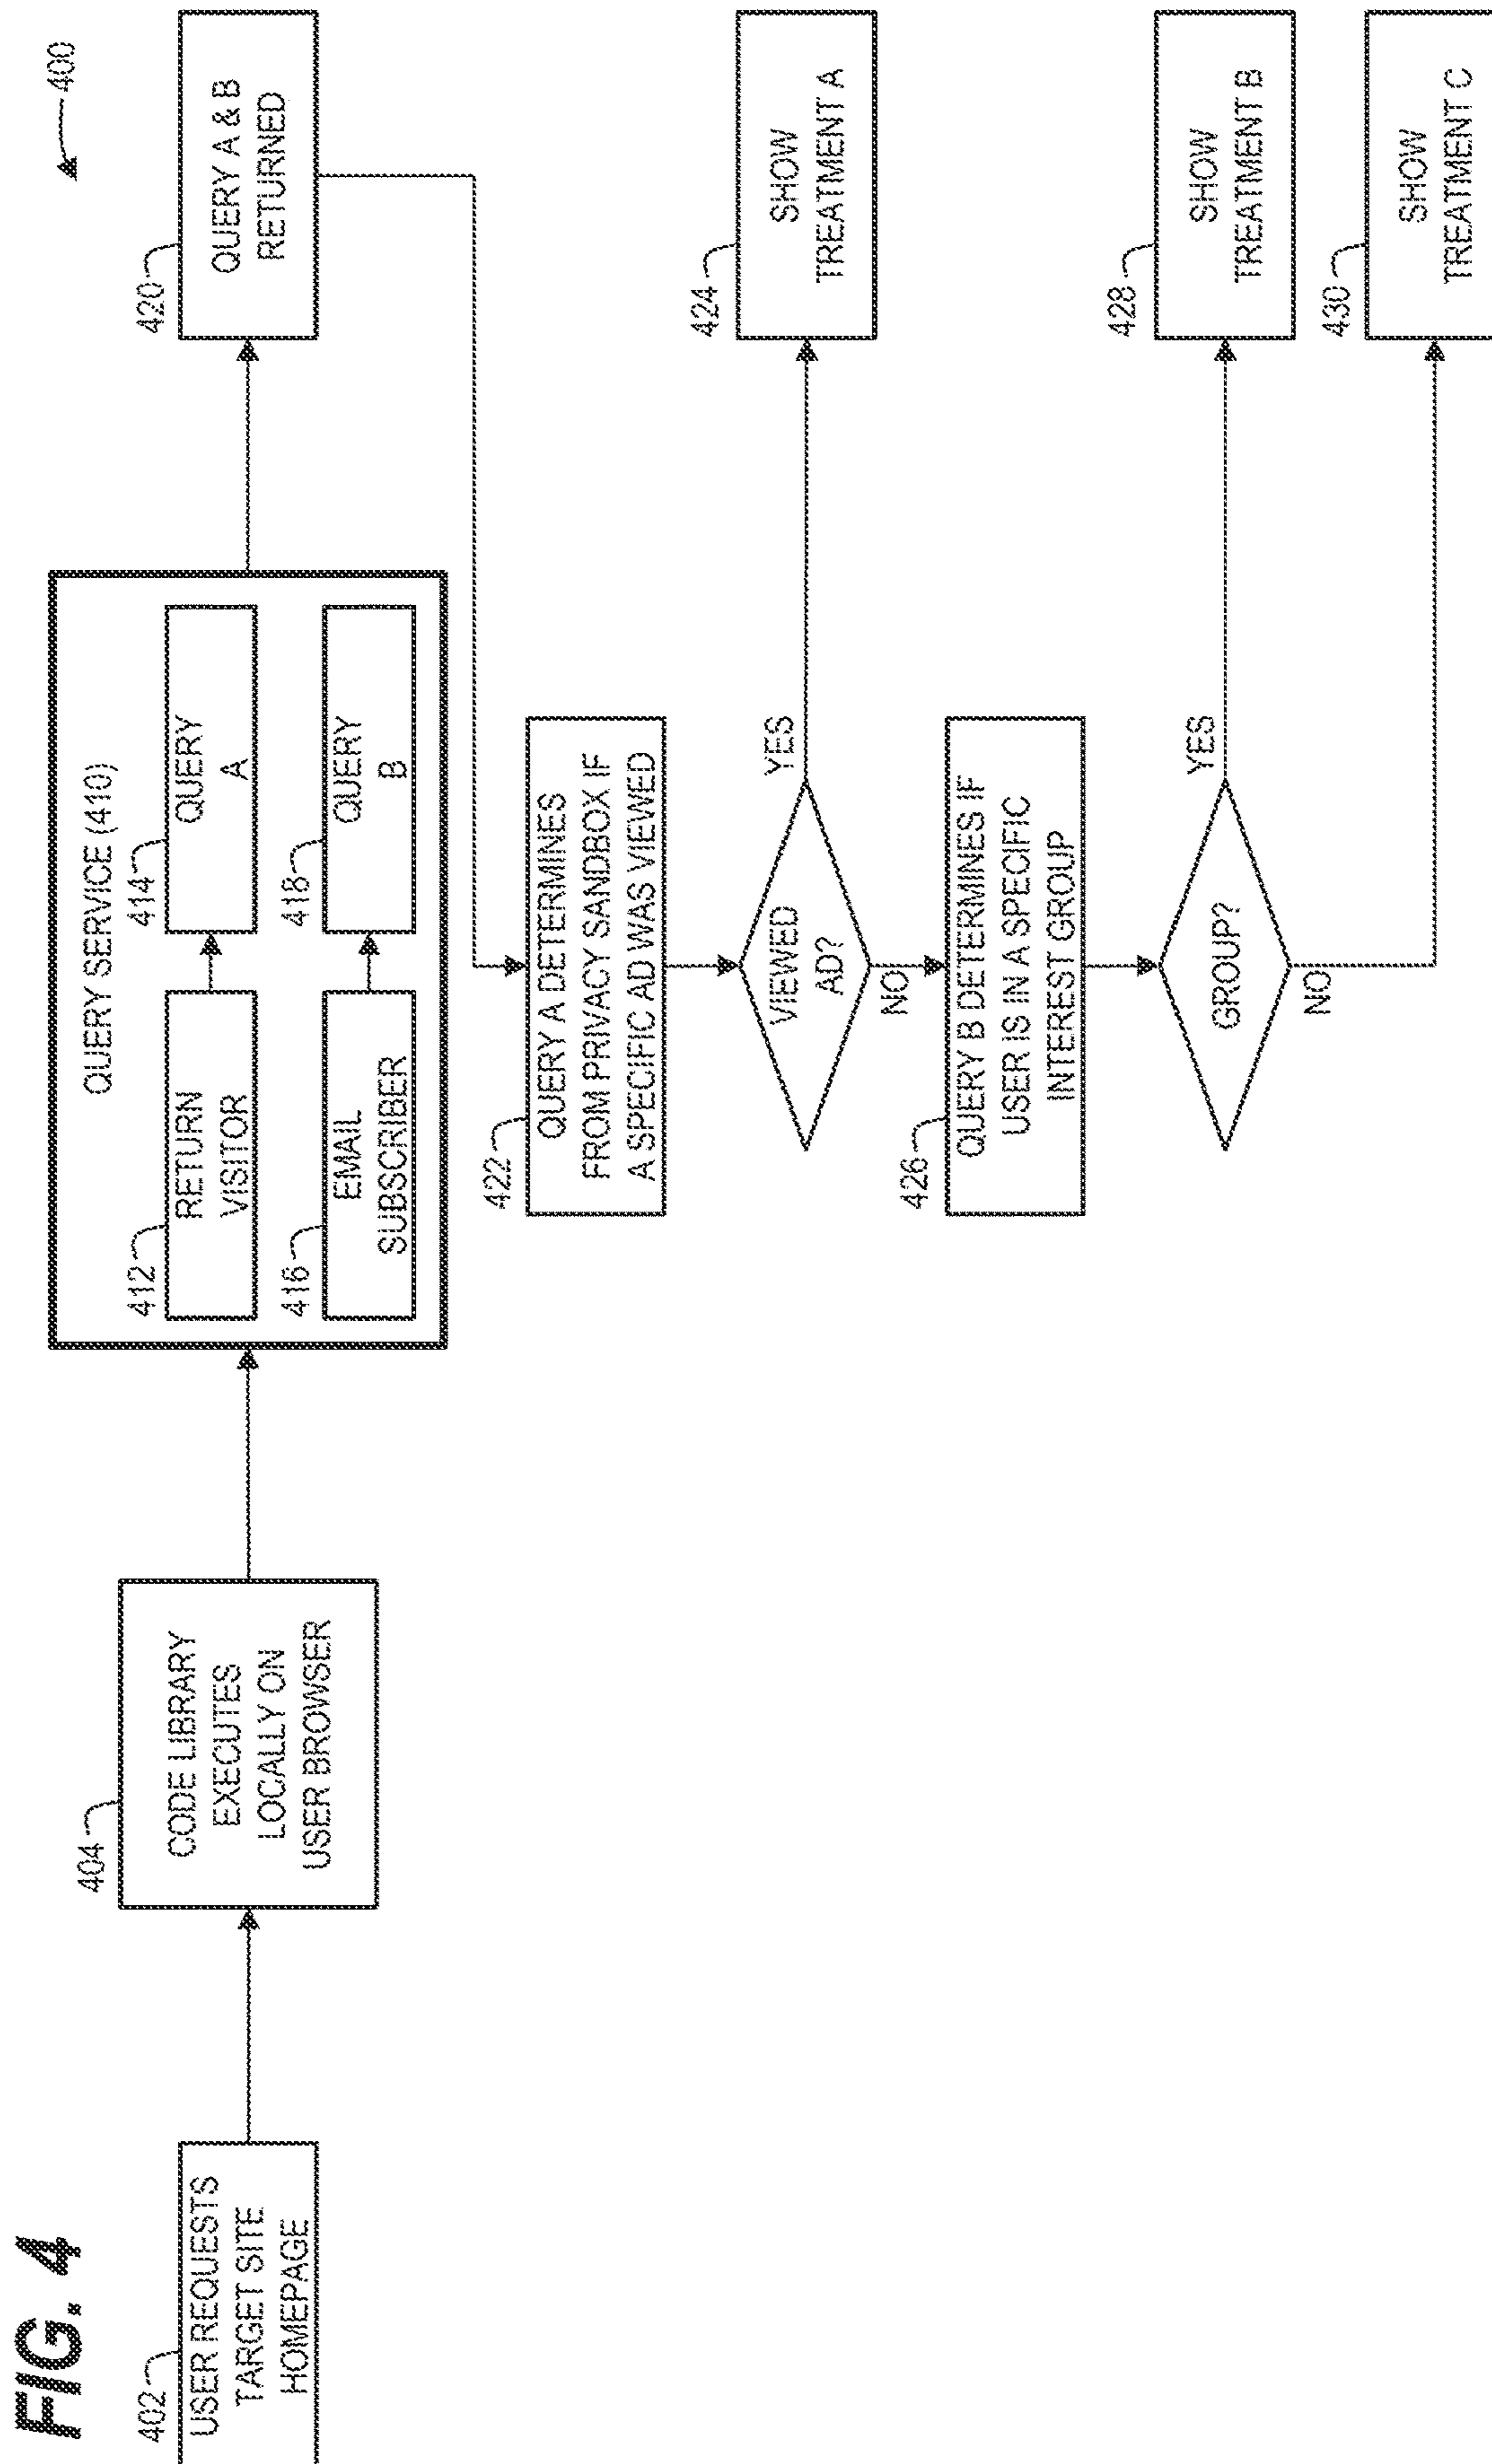 FIG. 4
400
402
USER REQUESTS
TARGET SITE
HOMEPAGE
404
CODE LIBRARY
EXECUTES
LOCALLY ON
USER BROWSER
QUERY SERVICE (410)
412
RETURN
VISITOR
414
QUERY
A
416
EMAIL
SUBSCRIBER
418
QUERY
B
420
QUERY A & B
RETURNED
422
QUERY A DETERMINES
FROM PRIVACY SANDBOX IF
A SPECIFIC AD WAS VIEWED
VIEWED
AD?
YES
NO
424
SHOW
TREATMENT A
426
QUERY B DETERMINES IF
USER IS IN A SPECIFIC
INTEREST GROUP
GROUP?
YES
NO
428
SHOW
TREATMENT B
430
SHOW
TREATMENT C